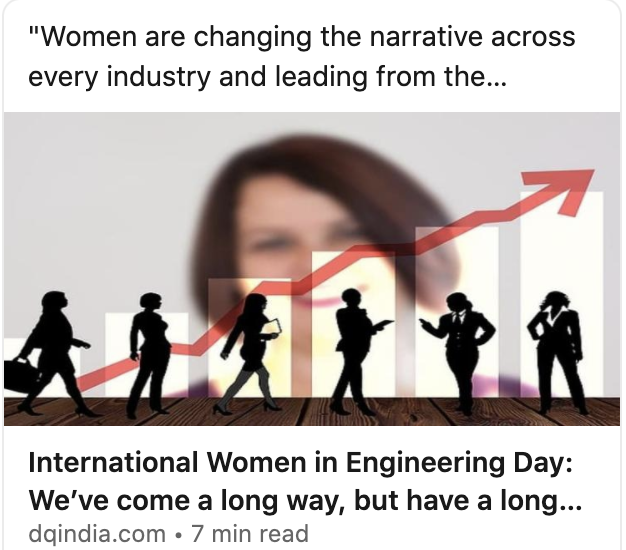 "Women are changing the narrative across
every industry and leading from the...
International Women in Engineering Day:
We’ve come a long way, but have a long...
dqindia.com • 7 min read